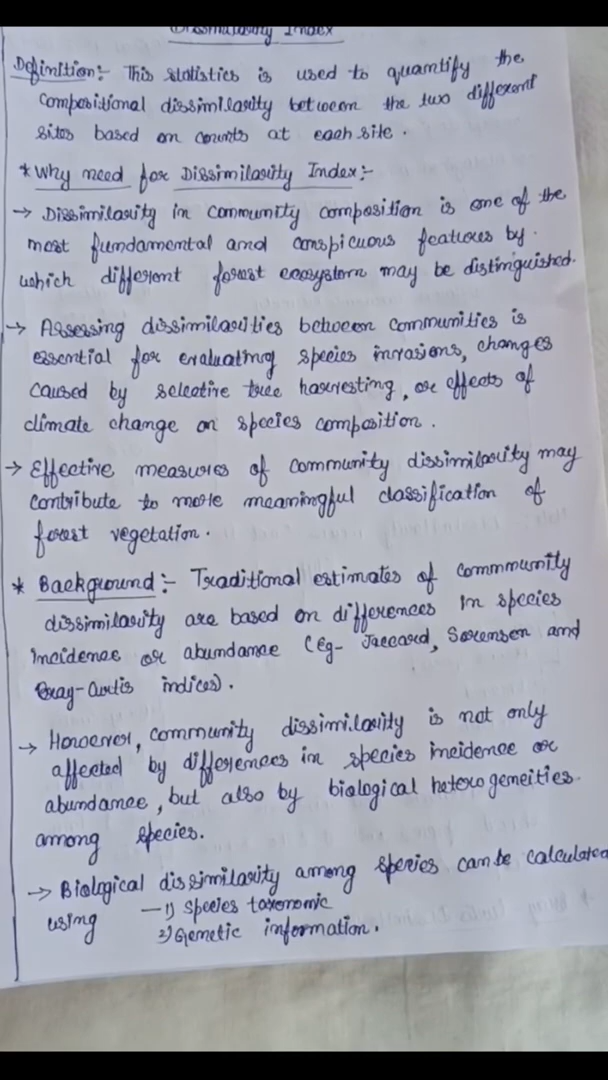 Dissimilarity Index
Definition:- This statistics is used to quantify the
compositional dissimilarity between the two different
sites based on counts at each site.
* Why need for Dissimilarity Index:-
→ Dissimilarity in community composition is one of the
most fundamental and conspicuous features by
which different forest ecosystem may be distinguished.
→ Assessing dissimilarities between communities is
essential for evaluating species invasions, changes
caused by selective tree harvesting, or effects of
climate change on species composition.
→ Effective measures of community dissimilarity may
contribute to more meaningful classification of
forest vegetation.
* Background:- Traditional estimates of commmunity
dissimilarity are based on differences in species
incidence or abundance (eg- Jaccard, Sorensen and
Bray-Curtis indices).
→ However, community dissimilarity is not only
affected by differences in species incidence or
abundance, but also by biological heterogeneities
among species.
→ Biological dissimilarity among species can be calculated
using — 1) Species taxonomic
2) Genetic information.